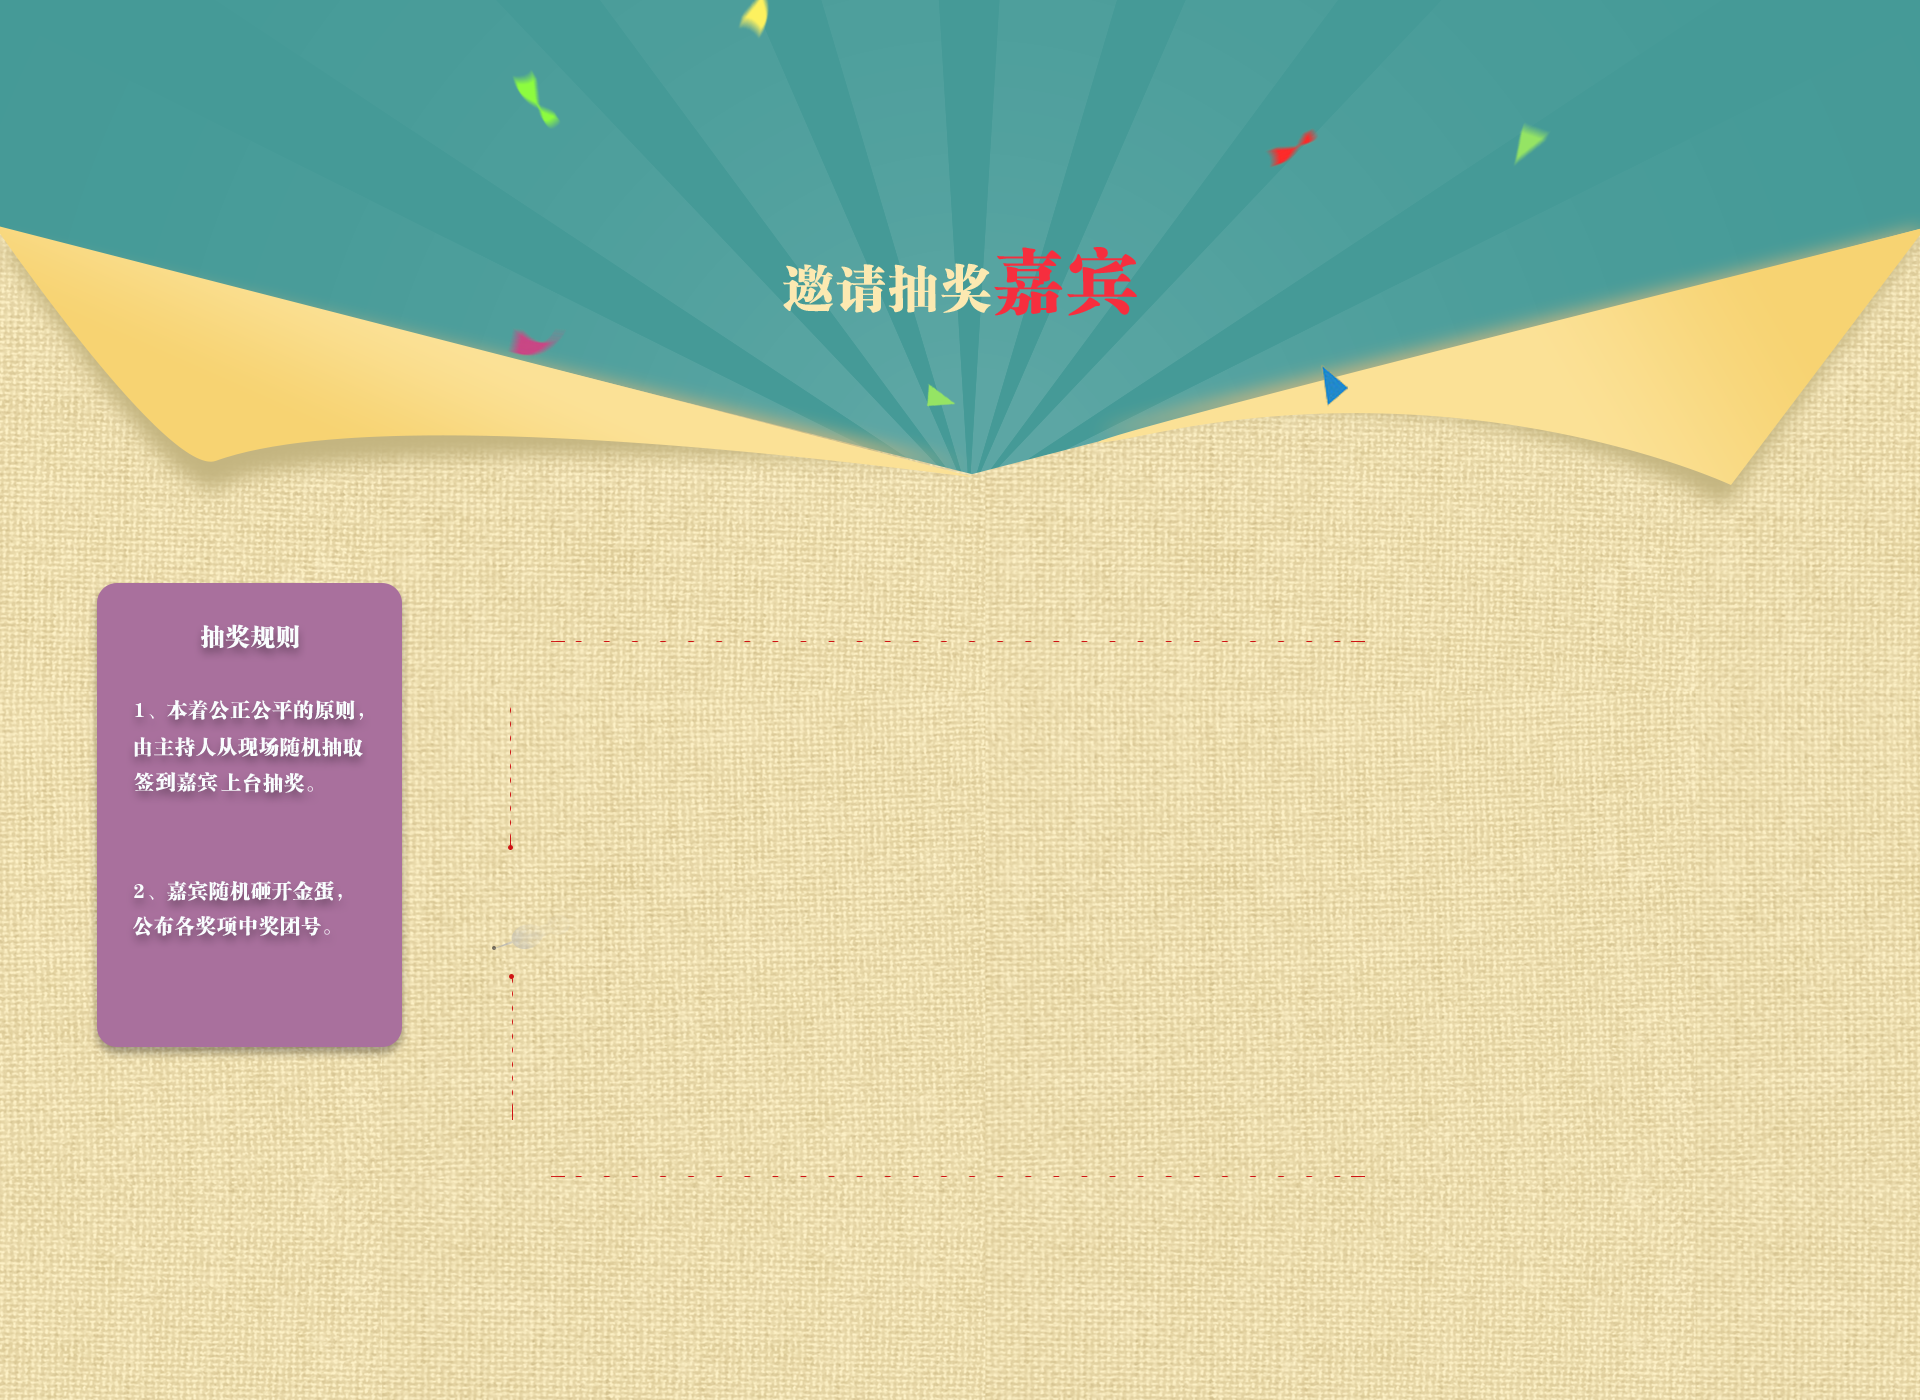 邀请抽奖嘉宾
抽奖规则
1、本着公正公平的原则，
由主持人从现场随机抽取
签到嘉宾上台抽奖。
2、嘉宾随机砸开金蛋，
公布各奖项中奖团号。